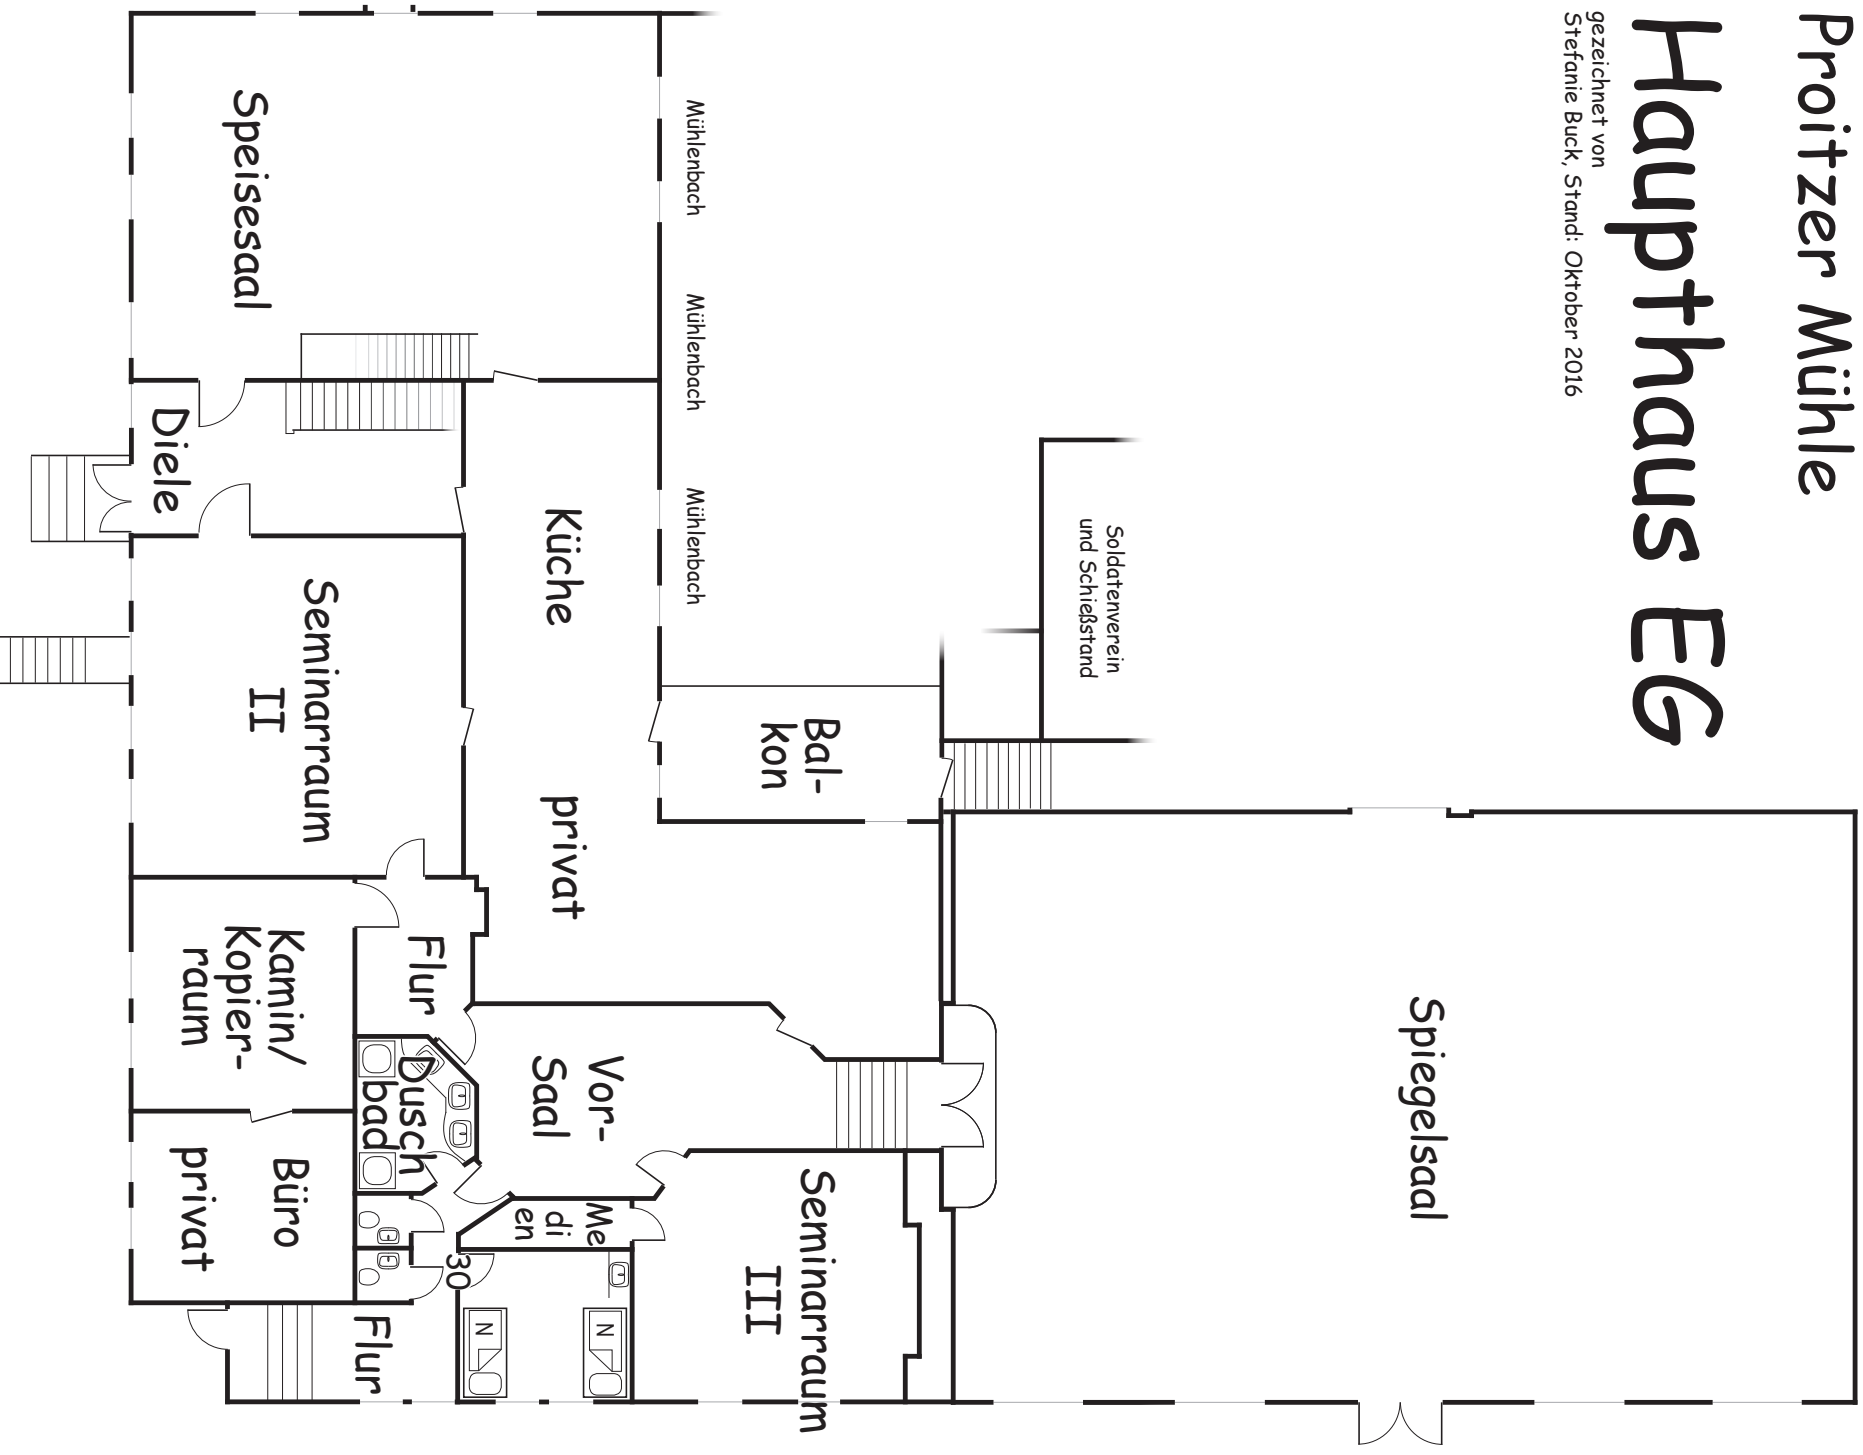 Proitzer Mühle
Haupthaus EG
gezeichnet von
Stefanie Buck, Stand: Oktober 2016
Soldatenverein
und Schießstand
Mühlenbach
Mühlenbach
Mühlenbach
Speisesaal
Diele
Küche
privat
Bal-
kon
Seminarraum
II
Kamin/
Kopier-
raum
Flur
Spiegelsaal
Vor-
Saal
Dusch
bad
Büro
privat
Me
di
en
Seminarraum
III
30
N
N
Flur